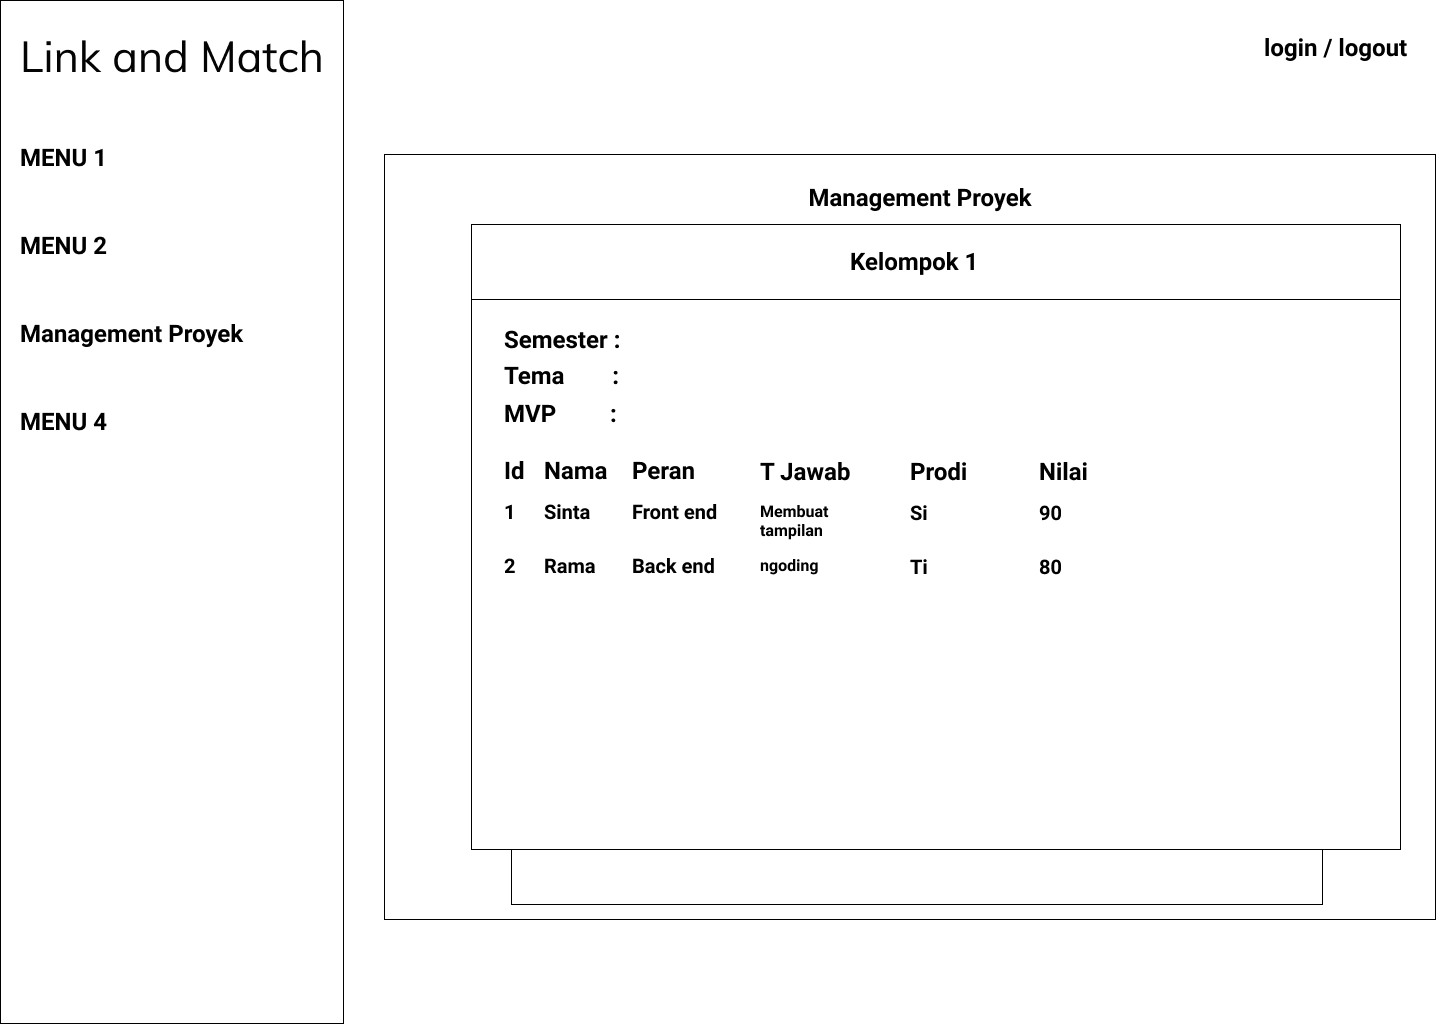 Link and Match
login / logout
MENU 1
MENU 2
Management Proyek
MENU 4
Management Proyek
Kelompok 1
Semester :
Tema :
MVP :
Id Nama Peran T Jawab Prodi Nilai
1 Sinta Front end Membuat tampilan Si 90
2 Rama Back end ngoding Ti 80